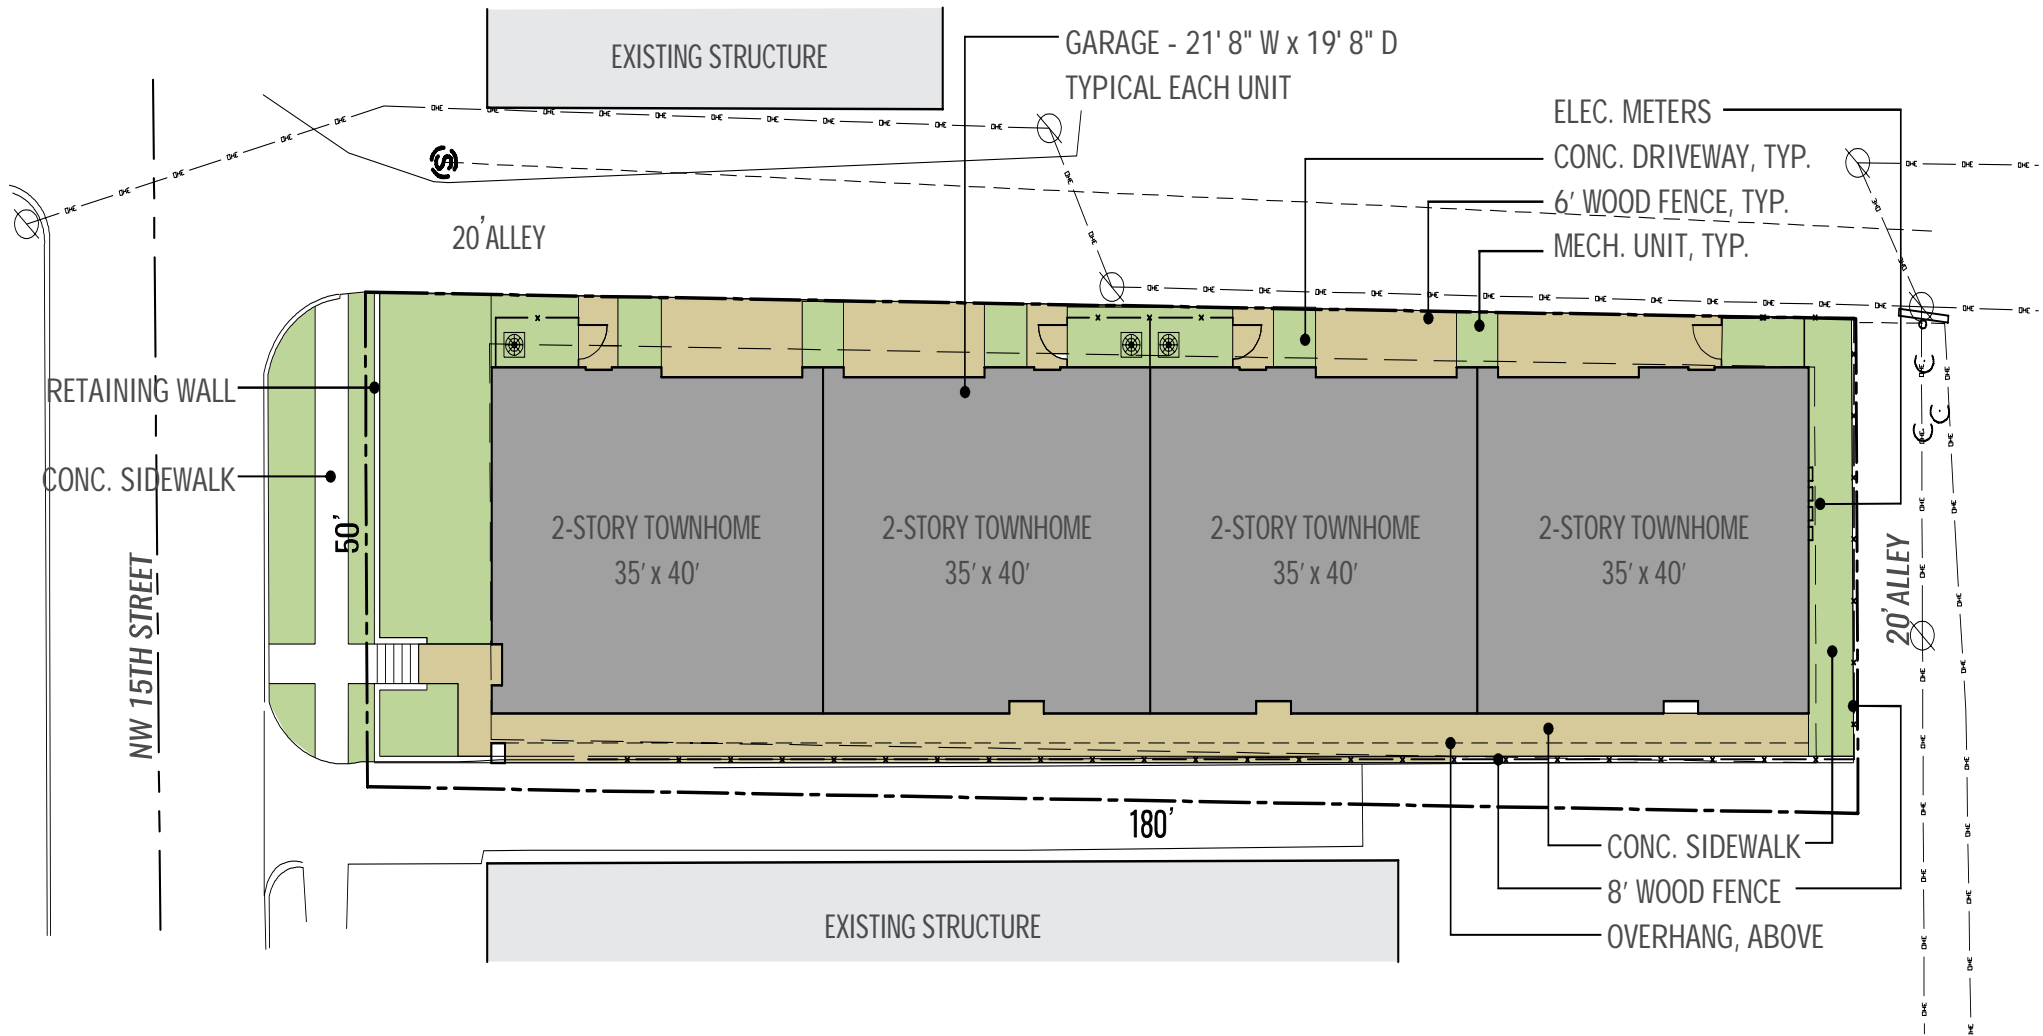 EXISTING STRUCTURE
GARAGE - 21' 8" W x 19' 8" D
TYPICAL EACH UNIT
ELEC. METERS
CONC. DRIVEWAY, TYP.
6' WOOD FENCE, TYP.
MECH. UNIT, TYP.
(S)
20' ALLEY
RETAINING WALL
CONC. SIDEWALK
50'
NW 15TH STREET
2-STORY TOWNHOME
35' x 40'
2-STORY TOWNHOME
35' x 40'
2-STORY TOWNHOME
35' x 40'
2-STORY TOWNHOME
35' x 40'
20' ALLEY
180'
CONC. SIDEWALK
8' WOOD FENCE
OVERHANG, ABOVE
EXISTING STRUCTURE